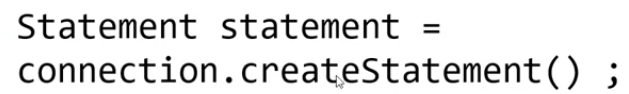 Statement statement =
connection.createStatement() ;